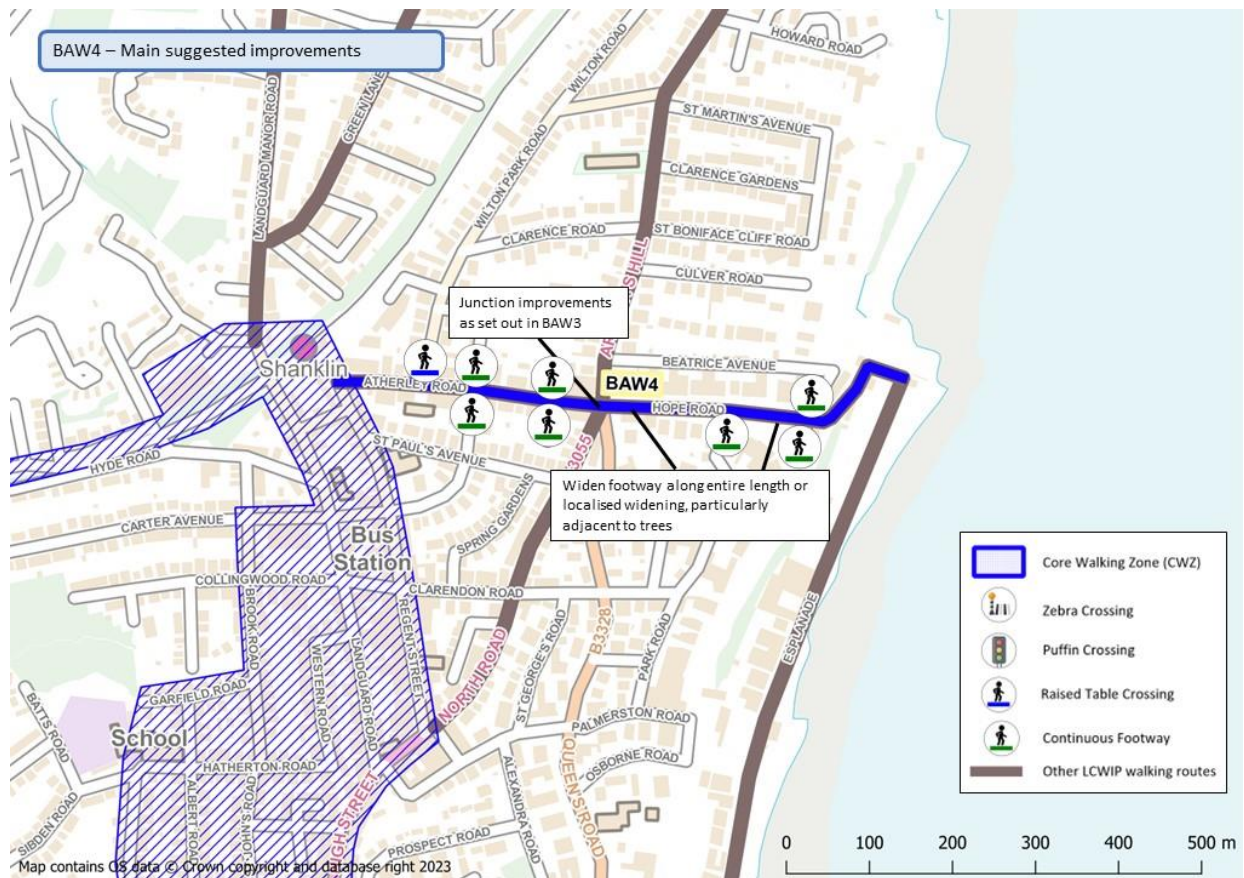 BAW4 – Main suggested improvements
HOWARD ROAD
WILTON ROAD
LANDGUARD MANOR ROAD
GREEN LANE
ST MARTIN'S AVENUE
WILTON PARK ROAD
CLARENCE GARDENS
CLARENCE ROAD
ST BONIFACE CLIFF ROAD
CULVER ROAD
Junction improvements
as set out in BAW3
HILL
Shanklin
BEATRICE AVENUE
ATHERLEY ROAD
BAW4
HOPE ROAD
ST PAUL'S AVENUE
3055
HYDE ROAD
Widen footway along entire length or
localised widening, particularly
adjacent to trees
CARTER AVENUE
SPRING GARDENS
Bus
Station
COLLINGWOOD ROAD
CLARENDON ROAD
BROOK ROAD
REGENT STREET
WESTERN ROAD
LANDGUARD ROAD
NORTH ROAD
ST GEORGE'S ROAD
B3328
PARK ROAD
ESPLANADE
GARFIELD ROAD
BATTS ROAD
School
PALMERSTON ROAD
HATHERTON ROAD
OSBORNE ROAD
QUEEN'S ROAD
ALEXANDRA ROAD
SIBDEN ROAD
ALBERT ROAD
JOHN'S ROAD
HIGH STREET
PROSPECT ROAD
Core Walking Zone (CWZ)
Zebra Crossing
Puffin Crossing
Raised Table Crossing
Continuous Footway
Other LCWIP walking routes
0 100 200 300 400 500 m
Map contains OS data © Crown copyright and database right 2023